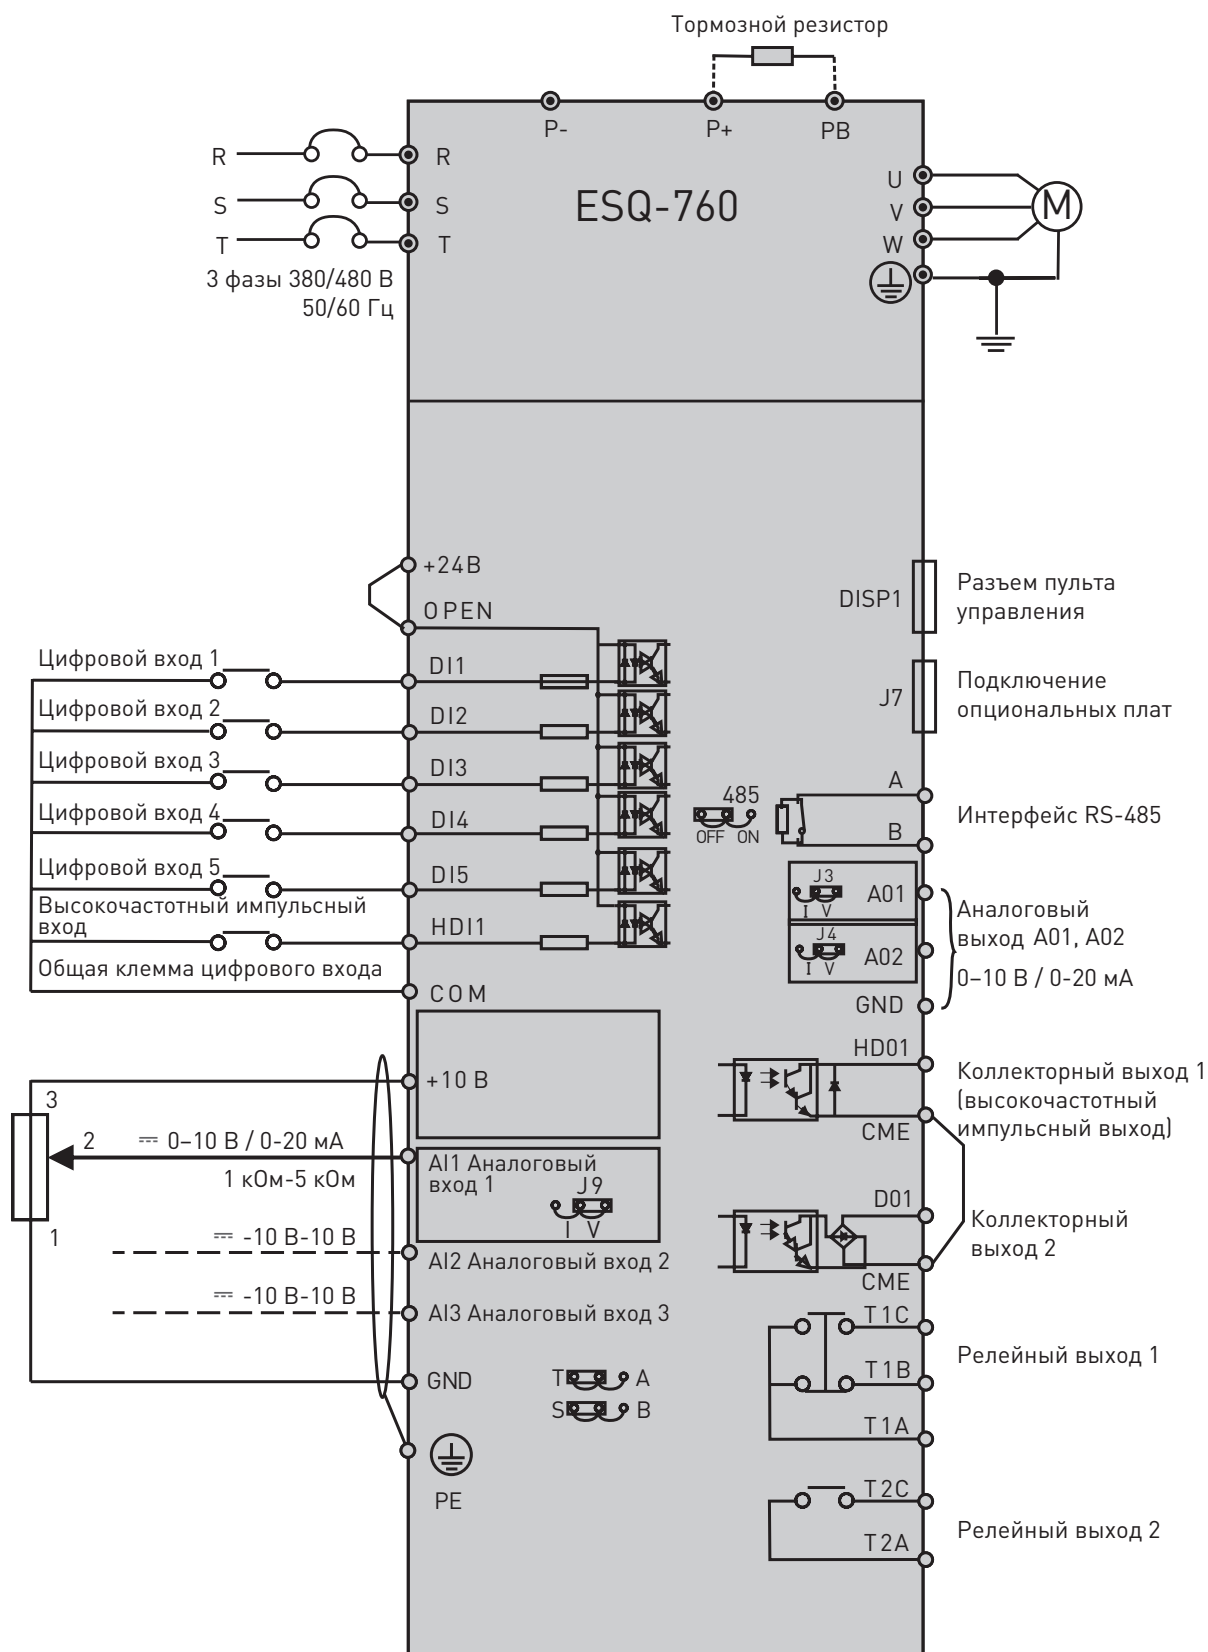 Тормозной резистор
P-
P+
PB
R
R
S
S
T
T
3 фазы 380/480 В
50/60 Гц
ESQ-760
U
V
W
M
+24В
OPEN
DISP1
Разъем пульта
управления
J7
Подключение
опциональных плат
Цифровой вход 1
DI1
Цифровой вход 2
DI2
Цифровой вход 3
DI3
Цифровой вход 4
DI4
Цифровой вход 5
DI5
Высокочастотный импульсный
вход
HDI1
Общая клемма цифрового входа
COM
485
OFF ON
A
B
Интерфейс RS-485
J3
I V
A01
J4
I V
A02
GND
Аналоговый
выход A01, A02
0–10 В / 0-20 мА
HD01
CME
Коллекторный выход 1
(высокочастотный
импульсный выход)
D01
CME
Коллекторный
выход 2
+10 В
3
2
1
0–10 В / 0-20 мА
1 кОм-5 кОм
AI1 Аналоговый
вход 1
J9
I V
-10 В-10 В
AI2 Аналоговый вход 2
-10 В-10 В
AI3 Аналоговый вход 3
GND
T A
S B
PE
T1C
T1B
T1A
Релейный выход 1
T2C
T2A
Релейный выход 2